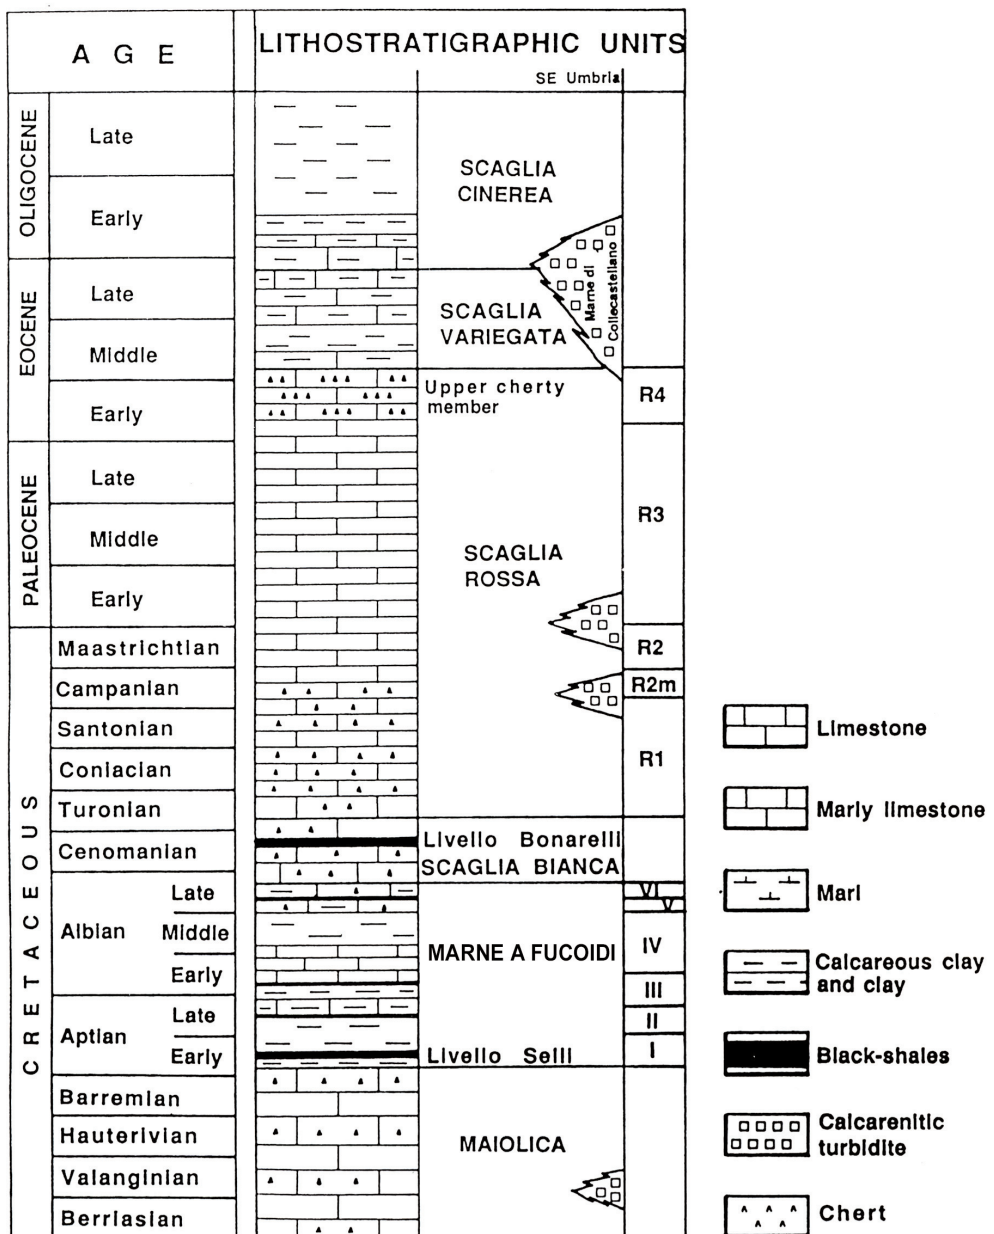 A G E
LITHOSTRATIGRAPHIC UNITS
SE Umbria
OLIGOCENE
Late
Early
EOCENE
Late
Middle
Early
PALEOCENE
Late
Middle
Early
CRETACEOUS
Maastrichtian
Campanian
Santonian
Coniacian
Turonian
Cenomanian
Albian
Late
Middle
Early
Aptian
Late
Early
Barremian
Hauterivian
Valanginian
Berriasian
SCAGLIA
CINEREA
Marne di
Collecastellano
SCAGLIA
VARIEGATA
Upper cherty
member
SCAGLIA
ROSSA
Livello Bonarelli
SCAGLIA BIANCA
MARNE A FUCOIDI
Livello Selli
MAIOLICA
R4
R3
R2
R2m
R1
VI
V
IV
III
II
I
Limestone
Marly limestone
Marl
Calcareous clay
and clay
Black-shales
Calcarenitic
turbidite
Chert